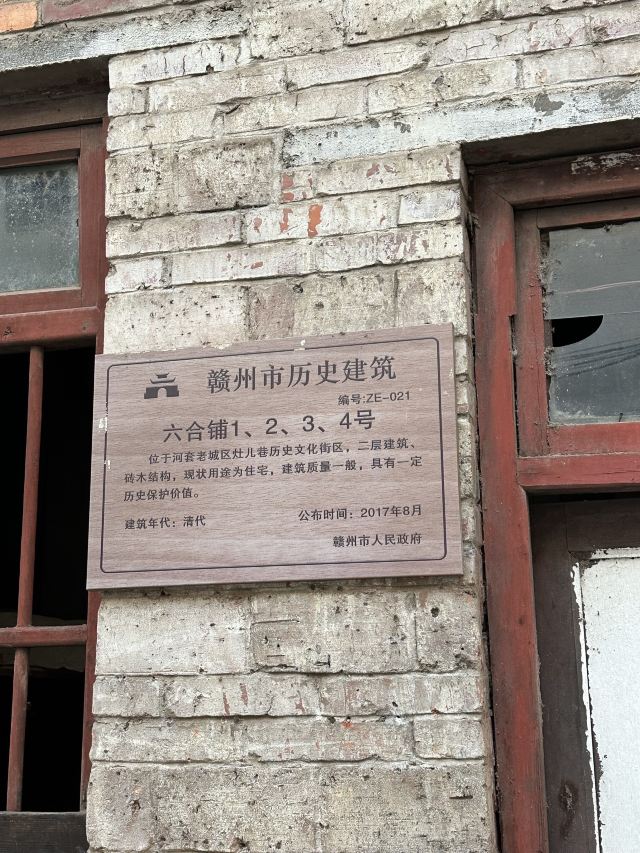 赣州市历史建筑
编号:ZE-021
六合铺1、2、3、4号
位于河套老城区灶儿巷历史文化街区，二层建筑、
砖木结构，现状用途为住宅，建筑质量一般，具有一定
历史保护价值。
建筑年代：清代
公布时间：2017年8月
赣州市人民政府